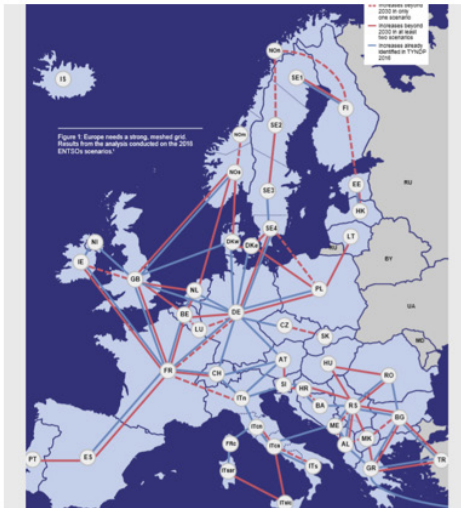 increases beyond
2030 in only
one scenario
increases beyond
2030 in at least
two scenarios
increases already
identified in TYNDP
2016
Figure 1: Europe needs a strong, meshed grid.
Results from the analysis conducted on the 2016
ENTSOs scenarios.
IS
NOn
SE1
FI
NOm
SE2
NOs
EE
RU
SE3
HK
NI
DKw
DKe
SE4
LT
RU
BY
IE
GB
NL
PL
BE
DE
UA
LU
CZ
SK
MD
FR
CH
AT
HU
SI
RO
ITn
HR
BA
RS
BG
ITcn
ME
MK
PT
ES
FRc
ITcs
AL
ITs
GR
TR
ITsar
ITsic